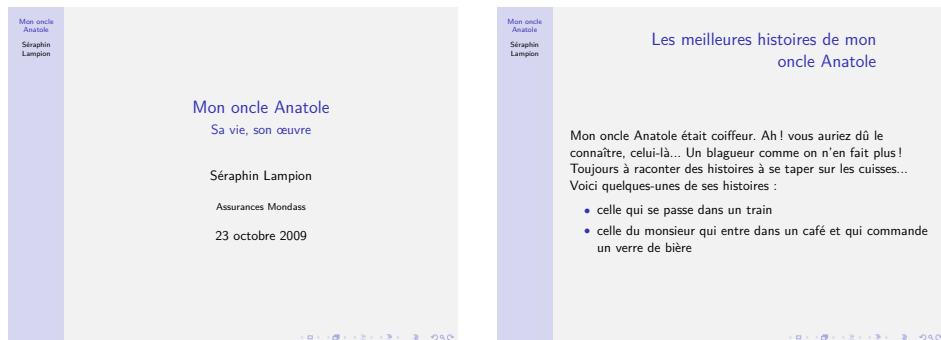 Mon oncle
Anatole
Séraphin
Lampion
Mon oncle Anatole
Sa vie, son œuvre
Séraphin Lampion
Assurances Mondass
23 octobre 2009
Mon oncle
Anatole
Séraphin
Lampion
Les meilleures histoires de mon
oncle Anatole
Mon oncle Anatole était coiffeur. Ah ! vous auriez dû le
connaître, celui-là... Un blagueur comme on n'en fait plus !
Toujours à raconter des histoires à se taper sur les cuisses...
Voici quelques-unes de ses histoires :
• celle qui se passe dans un train
• celle du monsieur qui entre dans un café et qui commande
un verre de bière